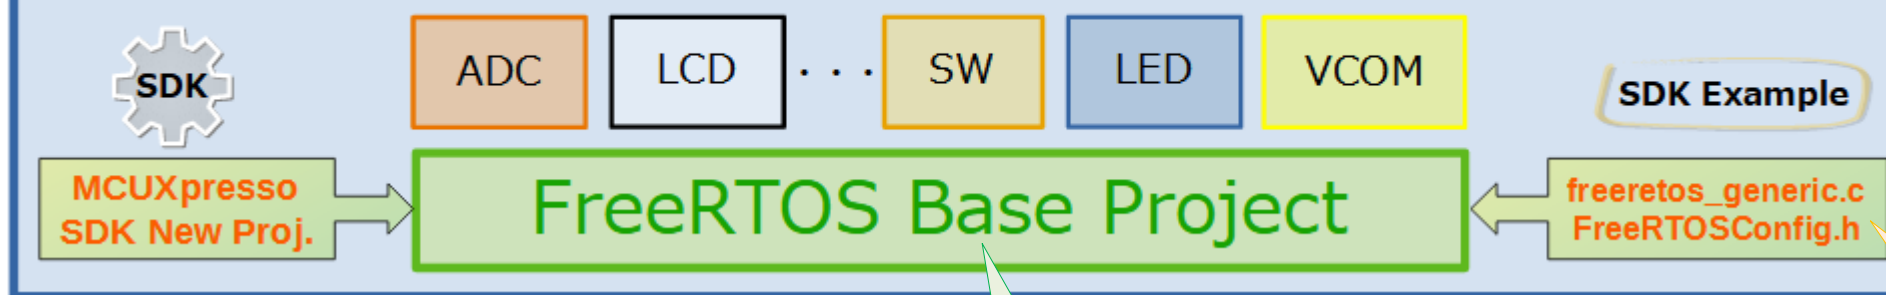 SDK
ADC
LCD
. . .
SW
LED
VCOM
SDK Example
MCUXpresso
SDK New Proj.
FreeRTOS Base Project
freeretos_generic.c
FreeRTOSConfig.h